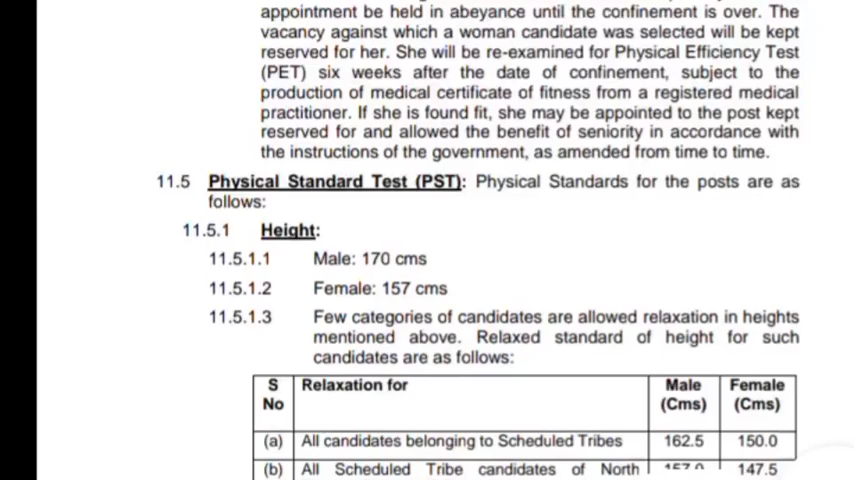 appointment be held in abeyance until the confinement is over. The
vacancy against which a woman candidate was selected will be kept
reserved for her. She will be re-examined for Physical Efficiency Test
(PET) six weeks after the date of confinement, subject to the
production of medical certificate of fitness from a registered medical
practitioner. If she is found fit, she may be appointed to the post kept
reserved for and allowed the benefit of seniority in accordance with
the instructions of the government, as amended from time to time.
11.5 Physical Standard Test (PST): Physical Standards for the posts are as
follows:
11.5.1 Height:
11.5.1.1 Male: 170 cms
11.5.1.2 Female: 157 cms
11.5.1.3 Few categories of candidates are allowed relaxation in heights
mentioned above. Relaxed standard of height for such
candidates are as follows:
S Relaxation for Male Female
No (Cms) (Cms)
(a) All candidates belonging to Scheduled Tribes 162.5 150.0
(b) All Scheduled Tribe candidates of North 147.5